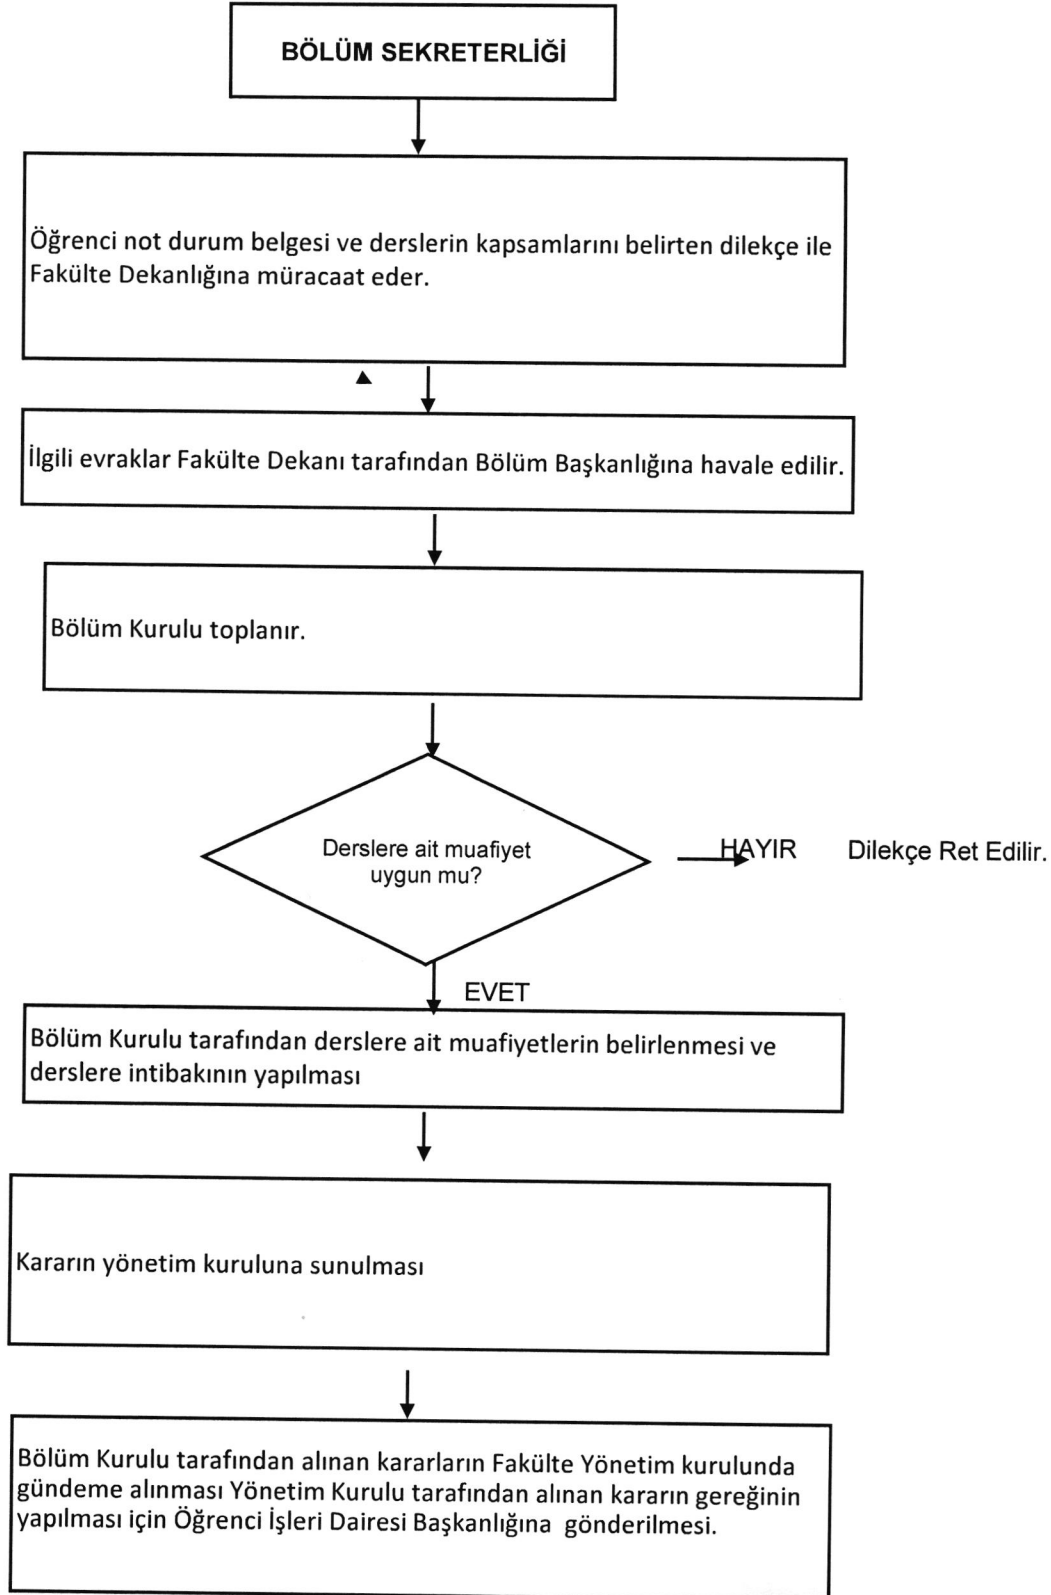 BÖLÜM SEKRETERLİĞİ
Öğrenci not durum belgesi ve derslerin kapsamlarını belirten dilekçe ile
Fakülte Dekanlığına müracaat eder.
İlgili evraklar Fakülte Dekanı tarafından Bölüm Başkanlığına havale edilir.
Bölüm Kurulu toplanır.
Derslere ait muafiyet
uygun mu?
HAYIR Dilekçe Ret Edilir.
EVET
Bölüm Kurulu tarafından derslere ait muafiyetlerin belirlenmesi ve
derslere intibakının yapılması
Kararın yönetim kuruluna sunulması
Bölüm Kurulu tarafından alınan kararların Fakülte Yönetim kurulunda
gündeme alınması Yönetim Kurulu tarafından alınan kararın gereğinin
yapılması için Öğrenci İşleri Dairesi Başkanlığına gönderilmesi.